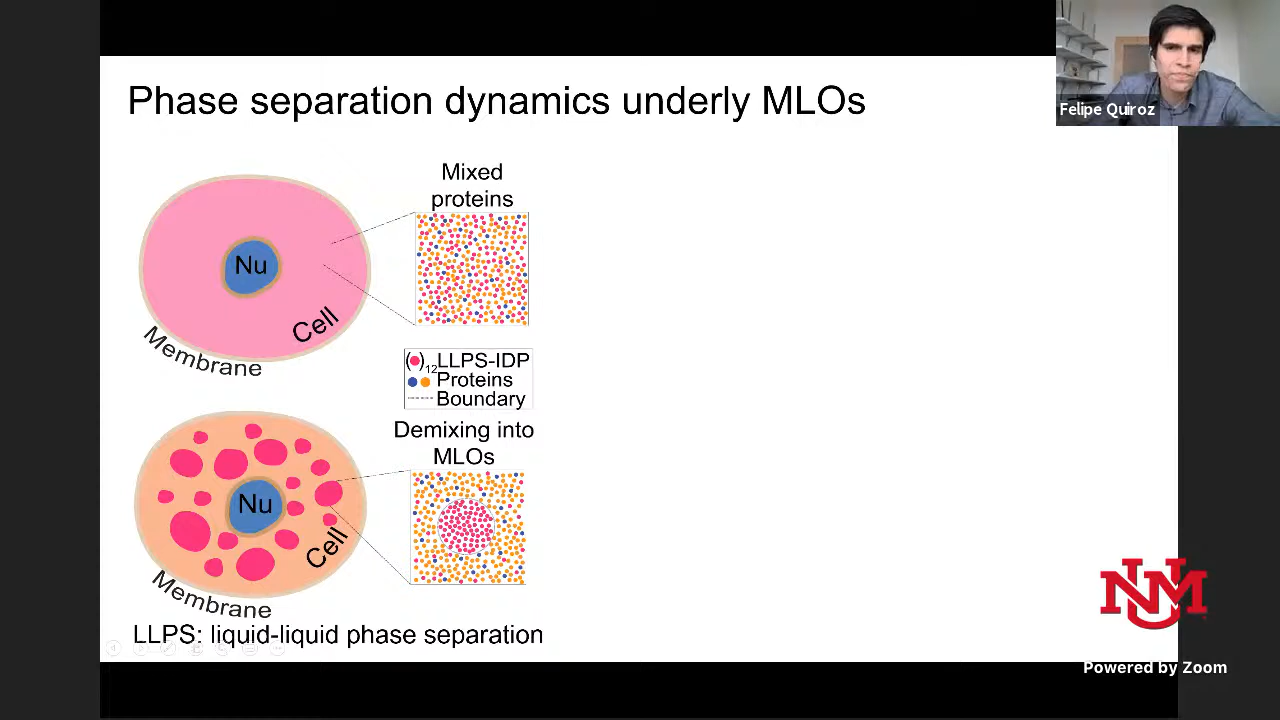 Phase separation dynamics underly MLOs
Felipe Quiroz
Mixed
proteins
Nu
Cell
Membrane
(●)12LLPS-IDP
Proteins
Boundary
Demixing into
MLOs
Nu
Cell
Membrane
LLPS: liquid-liquid phase separation
UNM
Powered by Zoom